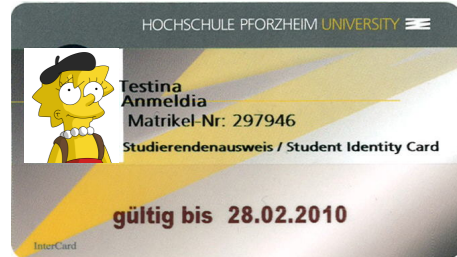 HOCHSCHULE PFORZHEIM UNIVERSITY
Testina
Anmeldia
Matrikel-Nr: 297946
Studierendenausweis / Student Identity Card
gültig bis 28.02.2010
InterCard